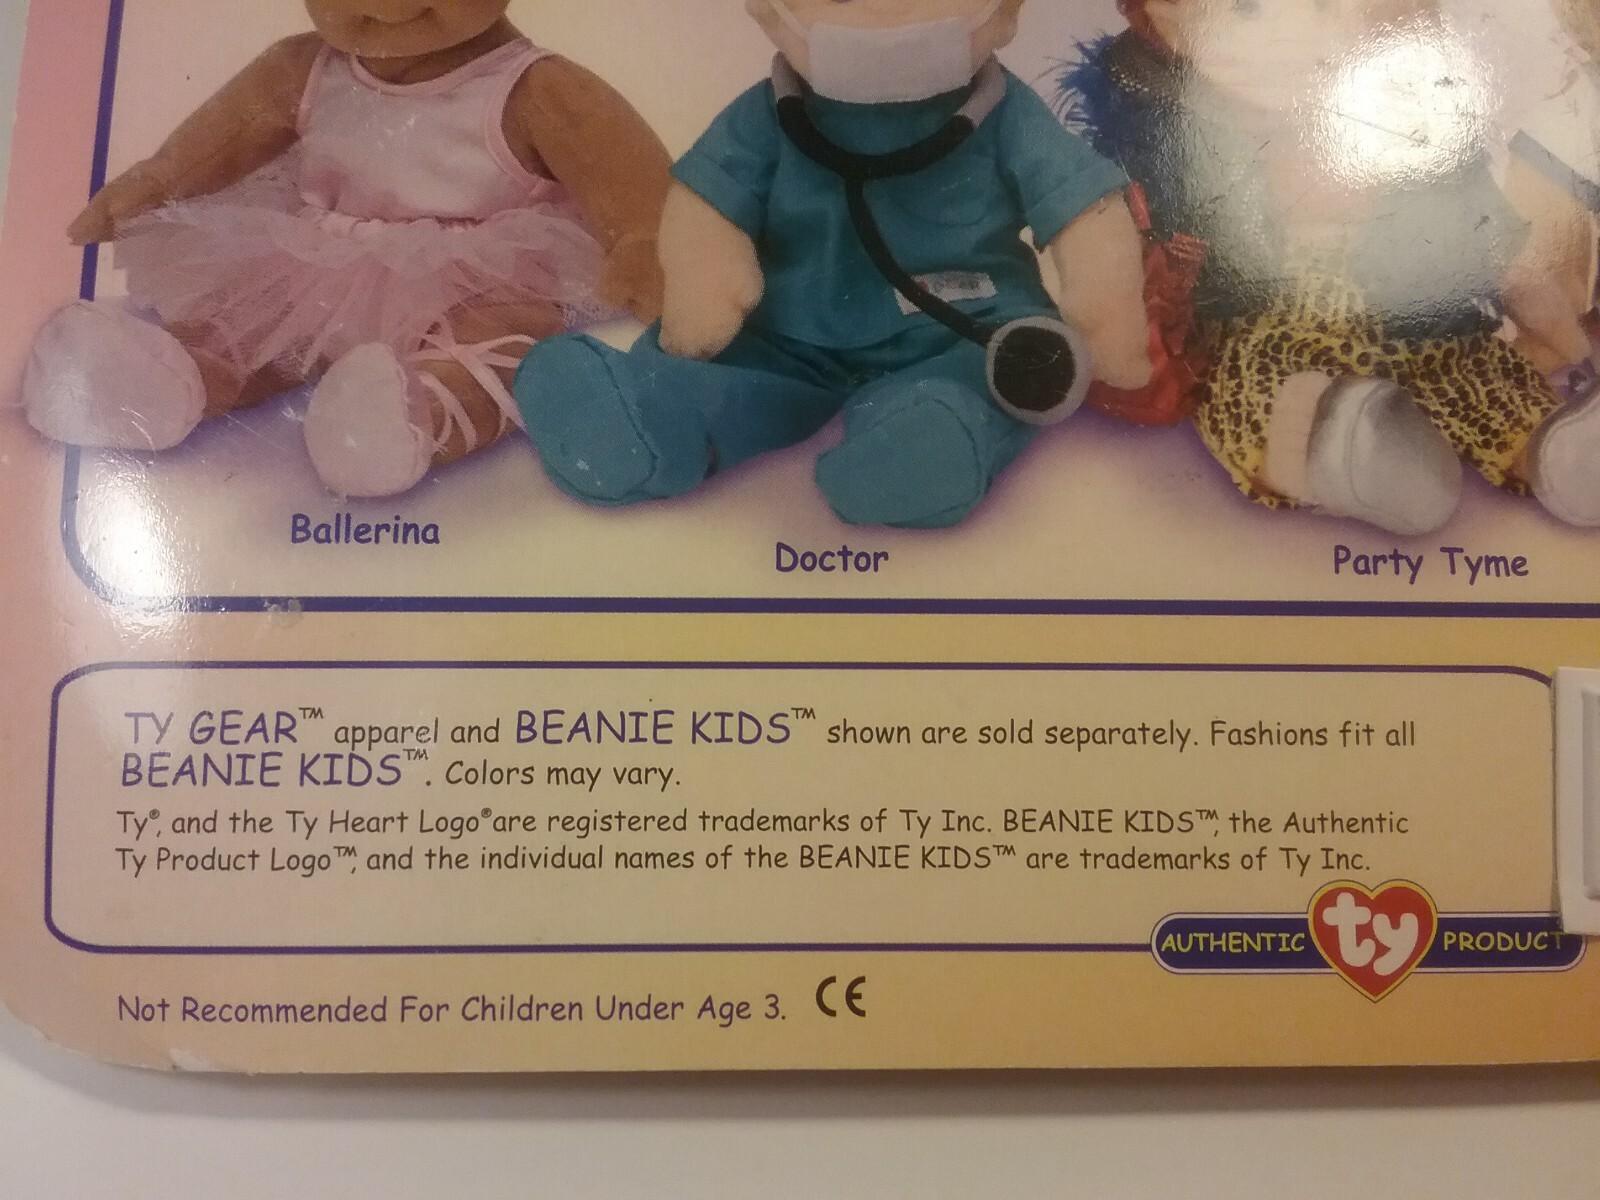 Ballerina
Doctor
Party Tyme
TY GEAR™ apparel and BEANIE KIDS™ shown are sold separately. Fashions fit all
BEANIE KIDS™. Colors may vary.
Ty®, and the Ty Heart Logo® are registered trademarks of Ty Inc. BEANIE KIDS™, the Authentic
Ty Product Logo™, and the individual names of the BEANIE KIDS™ are trademarks of Ty Inc.
AUTHENTIC ty PRODUCT
Not Recommended For Children Under Age 3. CE